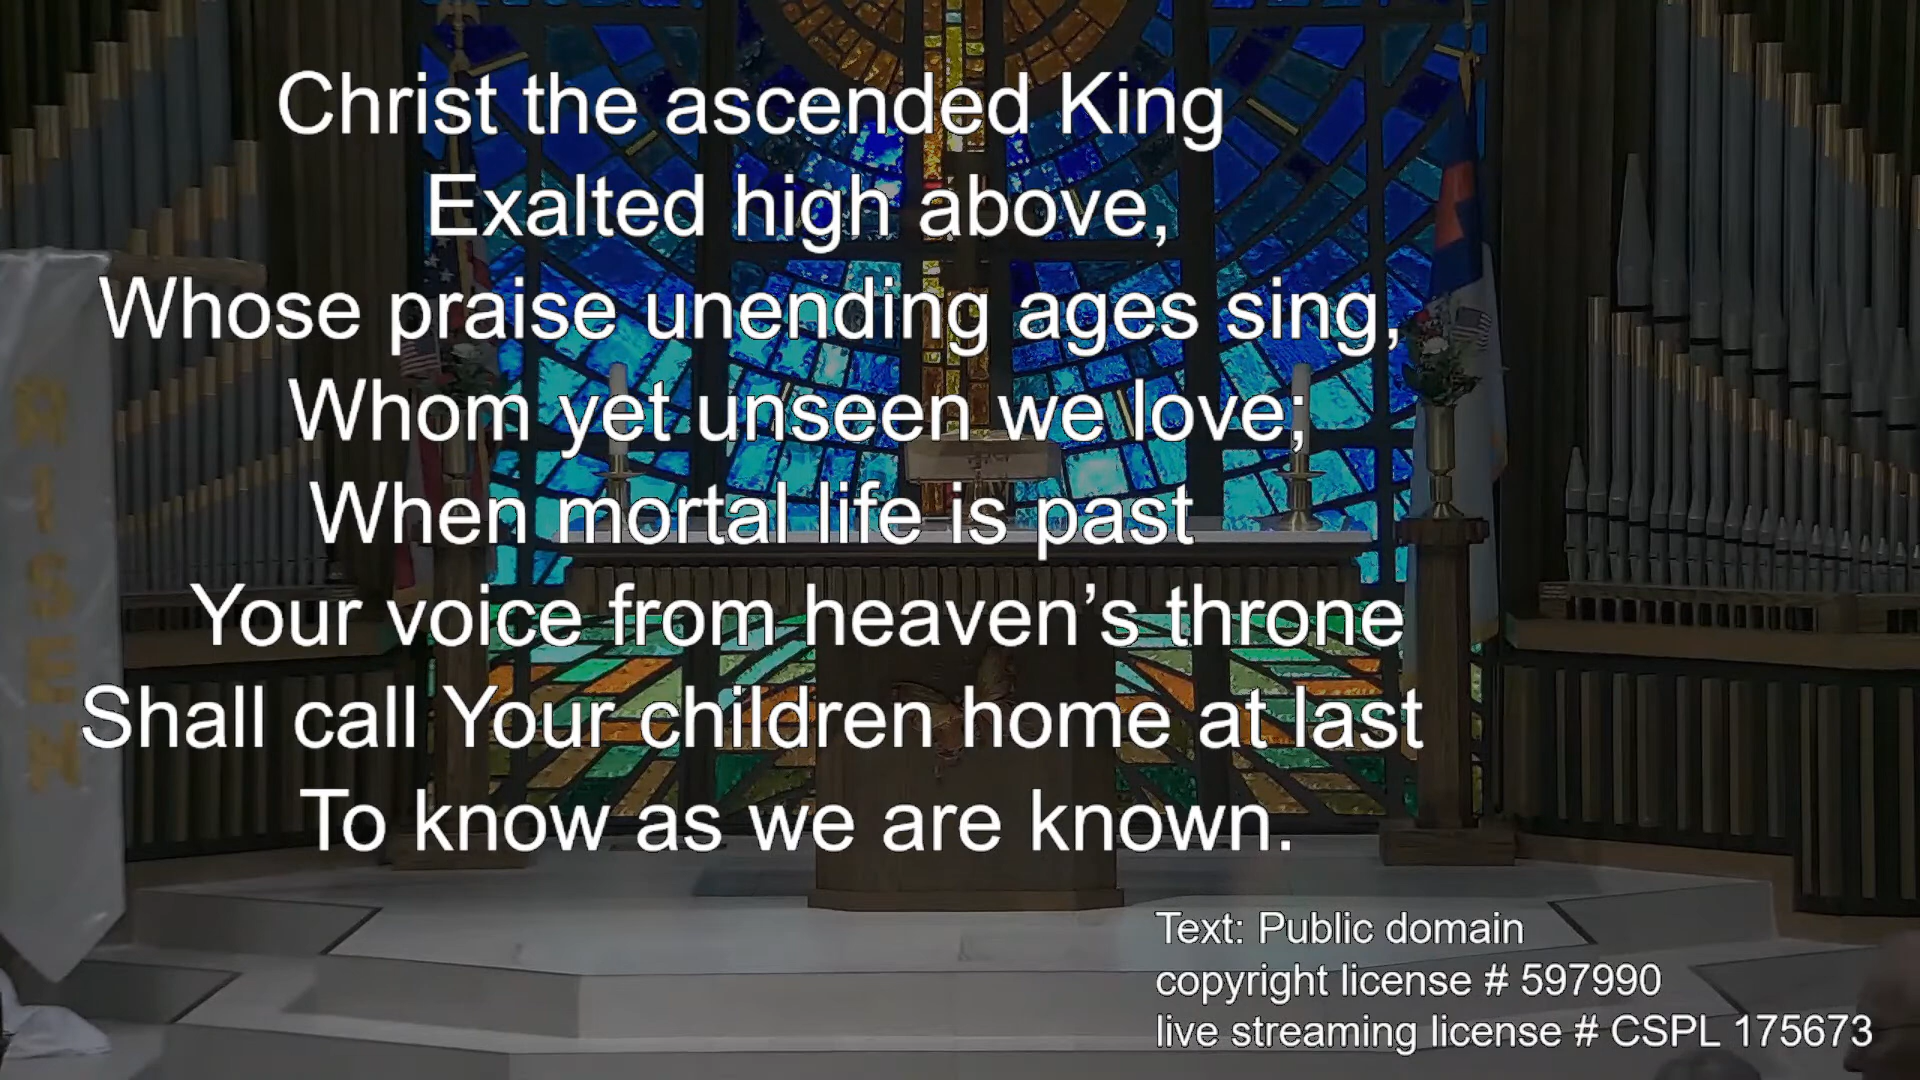 Christ the ascended King
Exalted high above,
Whose praise unending ages sing,
Whom yet unseen we love;
When mortal life is past
Your voice from heaven’s throne
Shall call Your children home at last
To know as we are known.
RISEN
Text: Public domain
copyright license # 597990
live streaming license # CSPL 175673